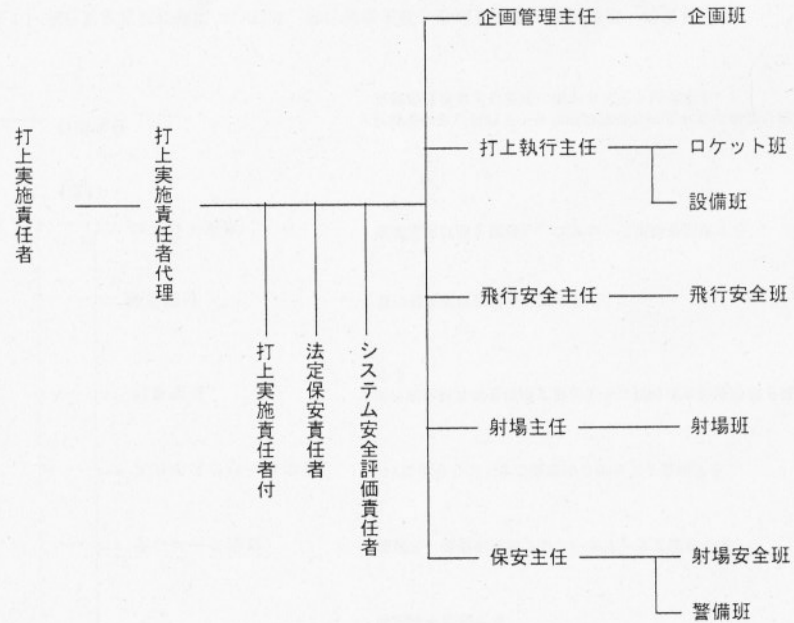 打上実施責任者
打上実施責任者代理
打上実施責任者付
法定保安責任者
システム安全評価責任者
企画管理主任
企画班
打上執行主任
ロケット班
設備班
飛行安全主任
飛行安全班
射場主任
射場班
保安主任
射場安全班
警備班